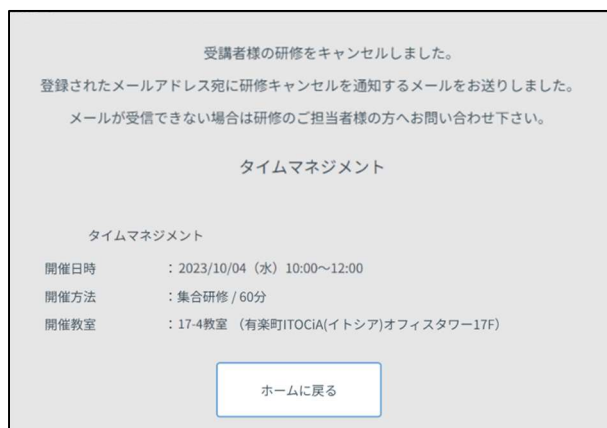 受講者様の研修をキャンセルしました。
登録されたメールアドレス宛に研修キャンセルを通知するメールをお送りしました。
メールが受信できない場合は研修のご担当者様の方へお問い合わせ下さい。
タイムマネジメント
タイムマネジメント
開催日時 ：2023/10/04（水）10:00～12:00
開催方法 ：集合研修 / 60分
開催教室 ：17-4教室 （有楽町ITOCiA(イトシア)オフィスタワー17F）
ホームに戻る